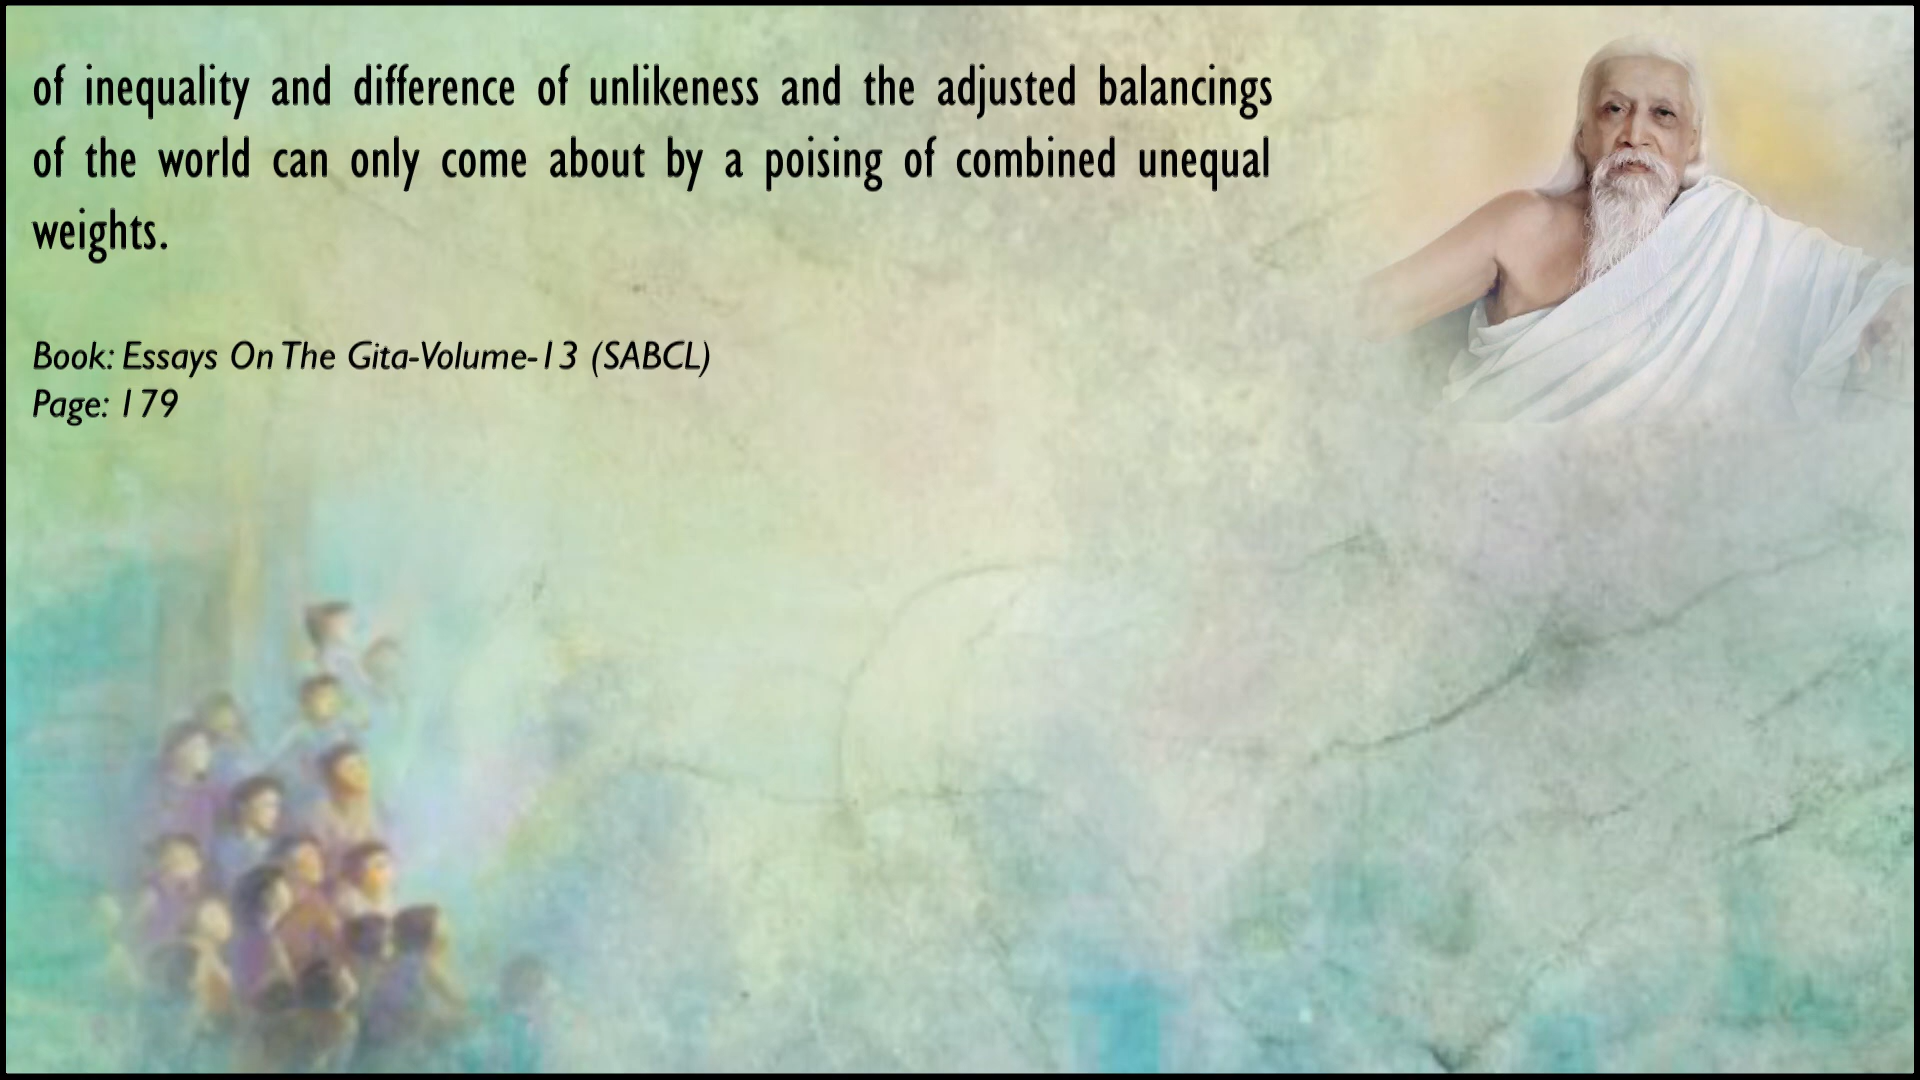 of inequality and difference of unlikeness and the adjusted balancings
of the world can only come about by a poising of combined unequal
weights.
Book: Essays On The Gita-Volume-13 (SABCL)
Page: 179